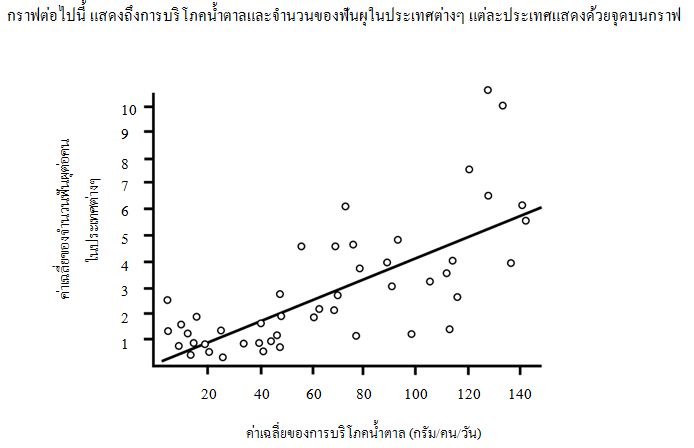 กราฟต่อไปนี้ แสดงถึงการบริโภคน้ำตาลและจำนวนของฟันผุในประเทศต่างๆ แต่ละประเทศแสดงด้วยจุดบนกราฟ
ค่าเฉลี่ยของจำนวนฟันผุต่อคน
ในประเทศต่างๆ
10
9
8
7
6
5
4
3
2
1
20 40 60 80 100 120 140
ค่าเฉลี่ยของการบริโภคน้ำตาล (กรัม/คน/วัน)